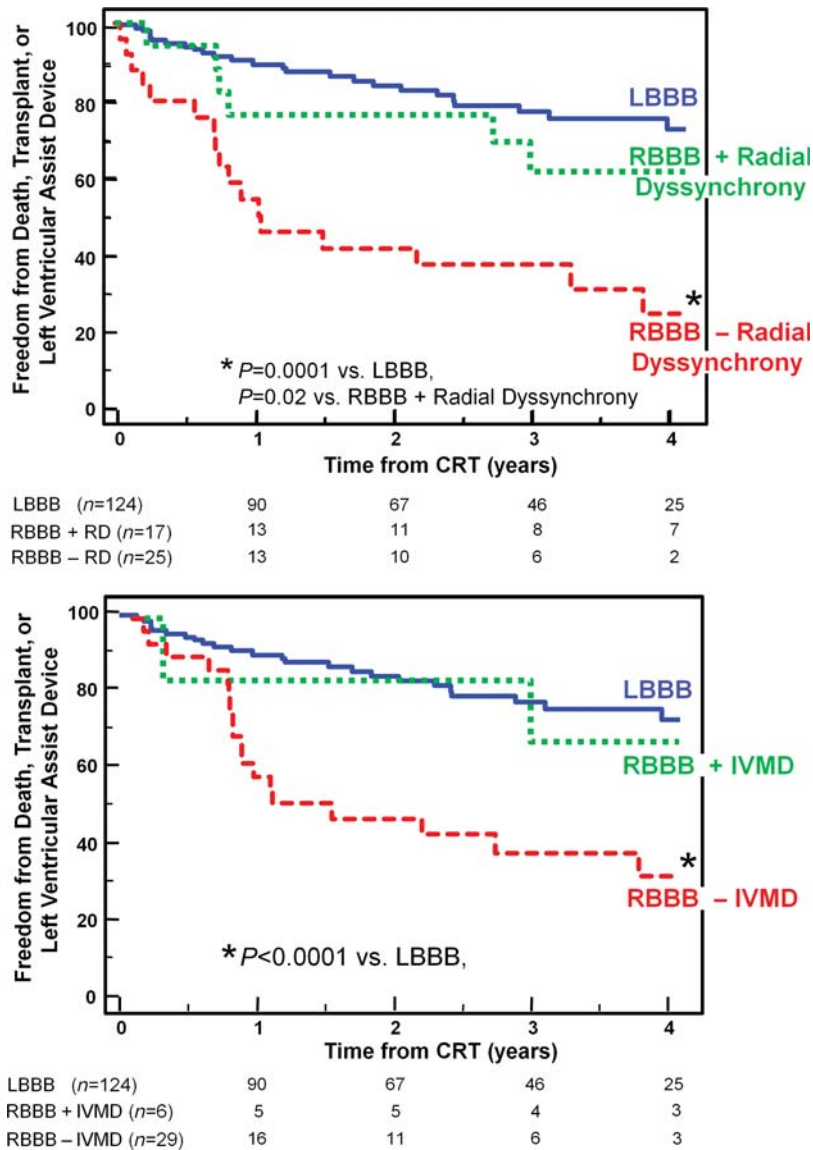 Freedom from Death, Transplant, or
Left Ventricular Assist Device
100
80
60
40
20
0
LBBB
RBBB + Radial
Dyssynchrony
*
RBBB – Radial
Dyssynchrony
* P=0.0001 vs. LBBB,
P=0.02 vs. RBBB + Radial Dyssynchrony
0 1 2 3 4
Time from CRT (years)
LBBB (n=124) 90 67 46 25
RBBB + RD (n=17) 13 11 8 7
RBBB – RD (n=25) 13 10 6 2
Freedom from Death, Transplant, or
Left Ventricular Assist Device
100
80
60
40
20
0
LBBB
RBBB + IVMD
*
RBBB – IVMD
* P<0.0001 vs. LBBB,
0 1 2 3 4
Time from CRT (years)
LBBB (n=124) 90 67 46 25
RBBB + IVMD (n=6) 5 5 4 3
RBBB – IVMD (n=29) 16 11 6 3